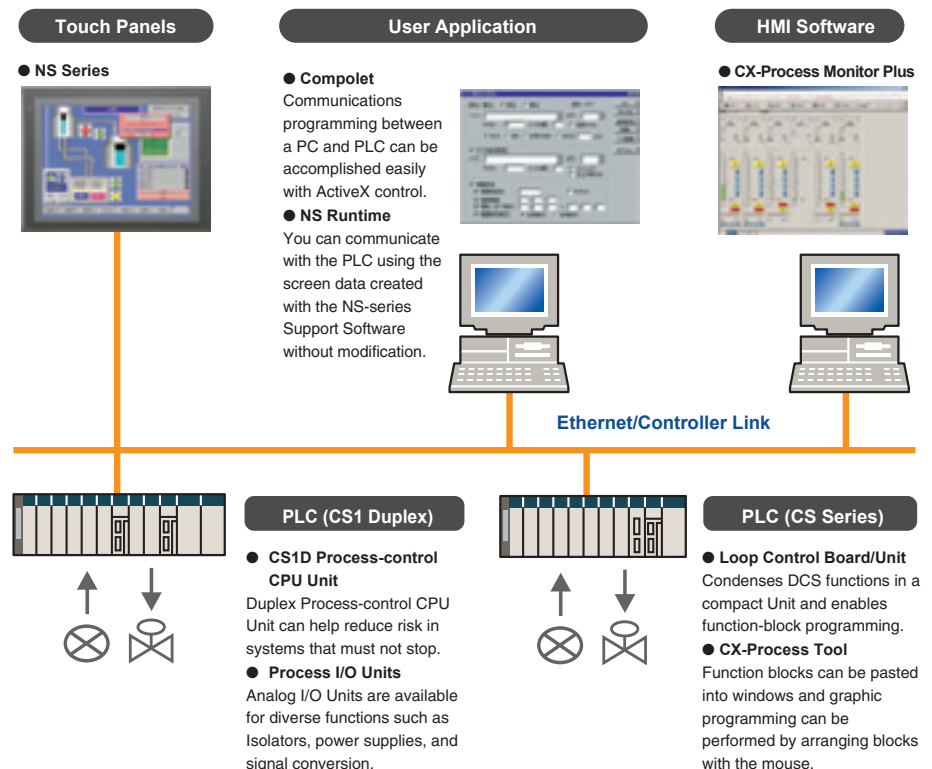 Touch Panels
User Application
HMI Software
● NS Series
● Compolet
Communications
programming between
a PC and PLC can be
accomplished easily
with ActiveX control.
● NS Runtime
You can communicate
with the PLC using the
screen data created
with the NS-series
Support Software
without modification.
● CX-Process Monitor Plus
Ethernet/Controller Link
PLC (CS1 Duplex)
● CS1D Process-control
CPU Unit
Duplex Process-control CPU
Unit can help reduce risk in
systems that must not stop.
● Process I/O Units
Analog I/O Units are available
for diverse functions such as
Isolators, power supplies, and
signal conversion.
PLC (CS Series)
● Loop Control Board/Unit
Condenses DCS functions in a
compact Unit and enables
function-block programming.
● CX-Process Tool
Function blocks can be pasted
into windows and graphic
programming can be
performed by arranging blocks
with the mouse.